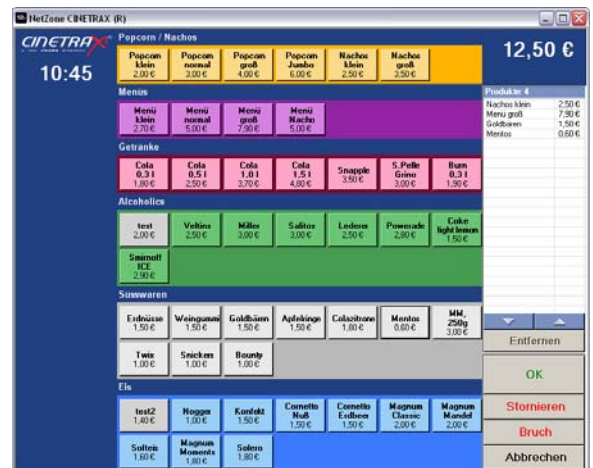 NetZone CINETRAX (R)
CINETRAX
10:45
12,50 €
Popcorn / Nachos
Popcorn klein 2,00 €
Popcorn normal 3,00 €
Popcorn groß 4,00 €
Popcorn Jumbo 6,00 €
Nachos klein 2,50 €
Nachos groß 3,50 €
Menüs
Menü klein 2,70 €
Menü normal 5,00 €
Menü groß 7,90 €
Menü Nacho 5,00 €
Getränke
Cola 0,3 l 1,80 €
Cola 0,5 l 2,50 €
Cola 1,0 l 3,70 €
Cola 1,5 l 4,80 €
Snapple 3,50 €
S.Pelle Grino 3,00 €
Burn 0,3 l 1,90 €
Alcoholics
test 2,00 €
Veltins 2,50 €
Miller 3,00 €
Salitos 3,00 €
Lederer 2,50 €
Powerade 2,80 €
Coke light lemon 1,50 €
Smirnoff ICE 2,90 €
Süsswaren
Erdnüsse 1,50 €
Weingummi 1,50 €
Goldbären 1,50 €
Apfelringe 1,50 €
Colazitrone 1,00 €
Mentos 0,60 €
MM, 250g 3,00 €
Twix 1,00 €
Snickers 1,00 €
Bounty 1,00 €
Eis
test2 1,40 €
Nogger 1,00 €
Konfekt 1,50 €
Cornetto Nuß 1,50 €
Cornetto Erdbeer 1,50 €
Magnum Classic 2,00 €
Magnum Mandel 2,00 €
Softeis 1,60 €
Magnum Moments 1,80 €
Solero 1,80 €
Produkte: 4
Nachos klein 2,50 €
Menü groß 7,90 €
Goldbären 1,50 €
Mentos 0,60 €
Entfernen
OK
Stornieren
Bruch
Abbrechen